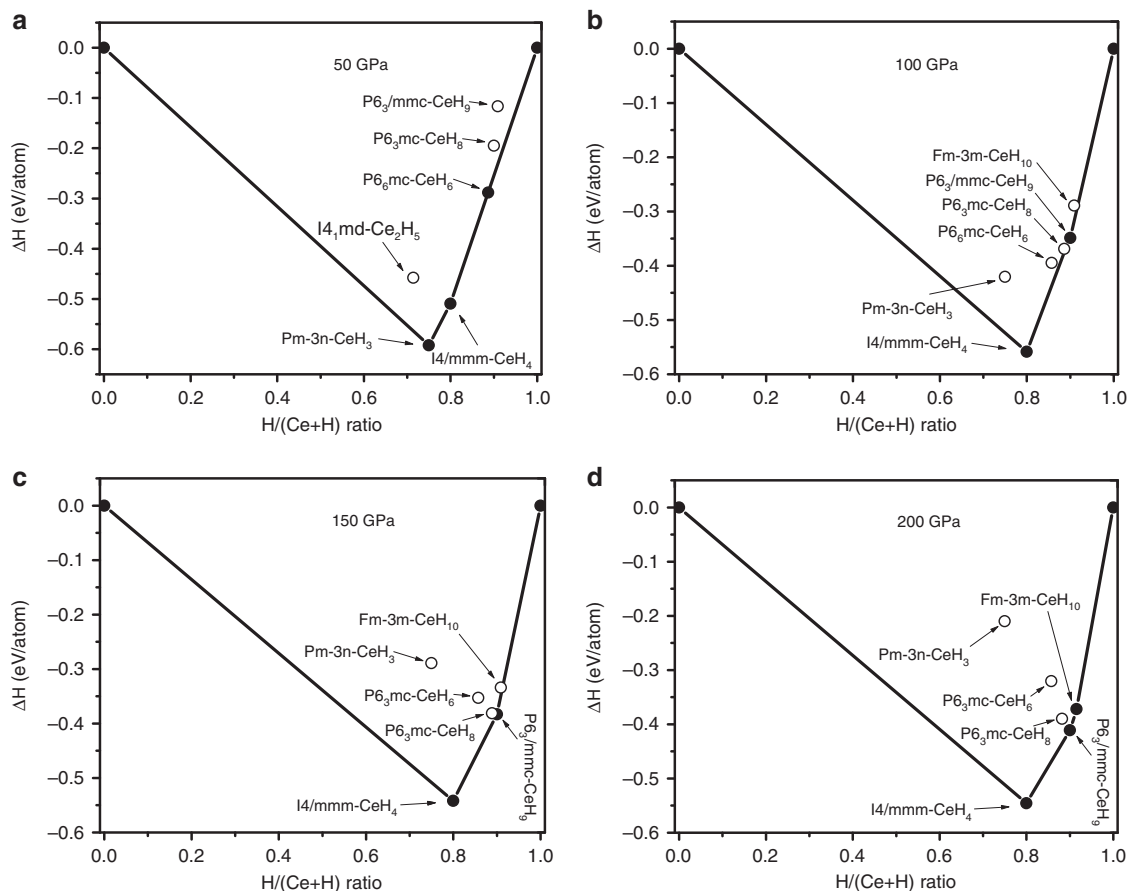 a
50 GPa
0.0
–0.1
–0.2
–0.3
–0.4
–0.5
–0.6
ΔH (eV/atom)
P6₃/mmc-CeH₉
P6₃mc-CeH₈
P6₆mc-CeH₆
I4₁md-Ce₂H₅
Pm-3n-CeH₃
I4/mmm-CeH₄
0.0 0.2 0.4 0.6 0.8 1.0
H/(Ce+H) ratio
b
100 GPa
0.0
–0.1
–0.2
–0.3
–0.4
–0.5
–0.6
ΔH (eV/atom)
Fm-3m-CeH₁₀
P6₃/mmc-CeH₉
P6₃mc-CeH₈
P6₆mc-CeH₆
Pm-3n-CeH₃
I4/mmm-CeH₄
0.0 0.2 0.4 0.6 0.8 1.0
H/(Ce+H) ratio
c
150 GPa
0.0
–0.1
–0.2
–0.3
–0.4
–0.5
–0.6
ΔH (eV/atom)
Fm-3m-CeH₁₀
Pm-3n-CeH₃
P6₃mc-CeH₆
P6₃mc-CeH₈
P6₃/mmc-CeH₉
I4/mmm-CeH₄
0.0 0.2 0.4 0.6 0.8 1.0
H/(Ce+H) ratio
d
200 GPa
0.0
–0.1
–0.2
–0.3
–0.4
–0.5
–0.6
ΔH (eV/atom)
Fm-3m-CeH₁₀
Pm-3n-CeH₃
P6₃mc-CeH₆
P6₃mc-CeH₈
P6₃/mmc-CeH₉
I4/mmm-CeH₄
0.0 0.2 0.4 0.6 0.8 1.0
H/(Ce+H) ratio